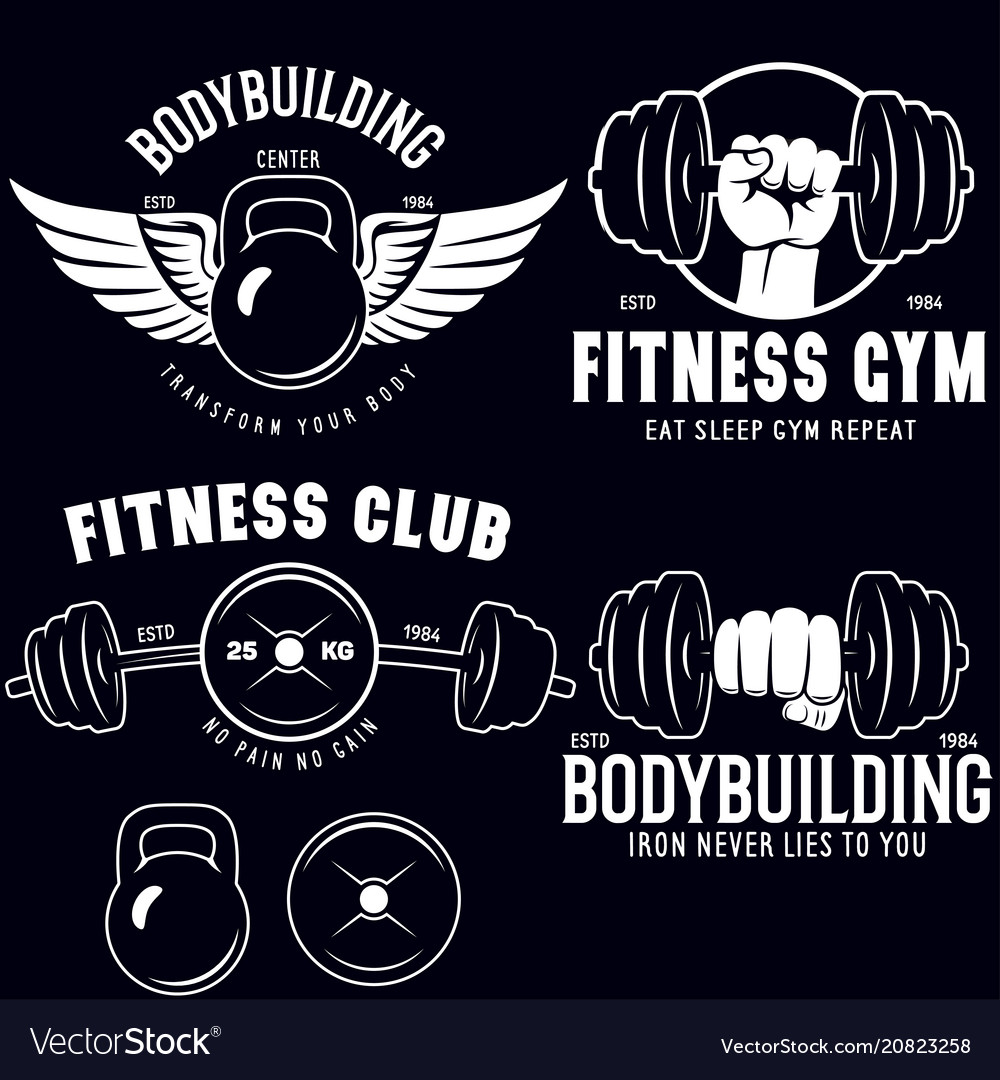 BODYBUILDING
CENTER
ESTD 1984
TRANSFORM YOUR BODY
ESTD 1984
FITNESS GYM
EAT SLEEP GYM REPEAT
FITNESS CLUB
ESTD 1984
25 KG
NO PAIN NO GAIN
ESTD 1984
BODYBUILDING
IRON NEVER LIES TO YOU
VectorStock®
VectorStock.com/20823258